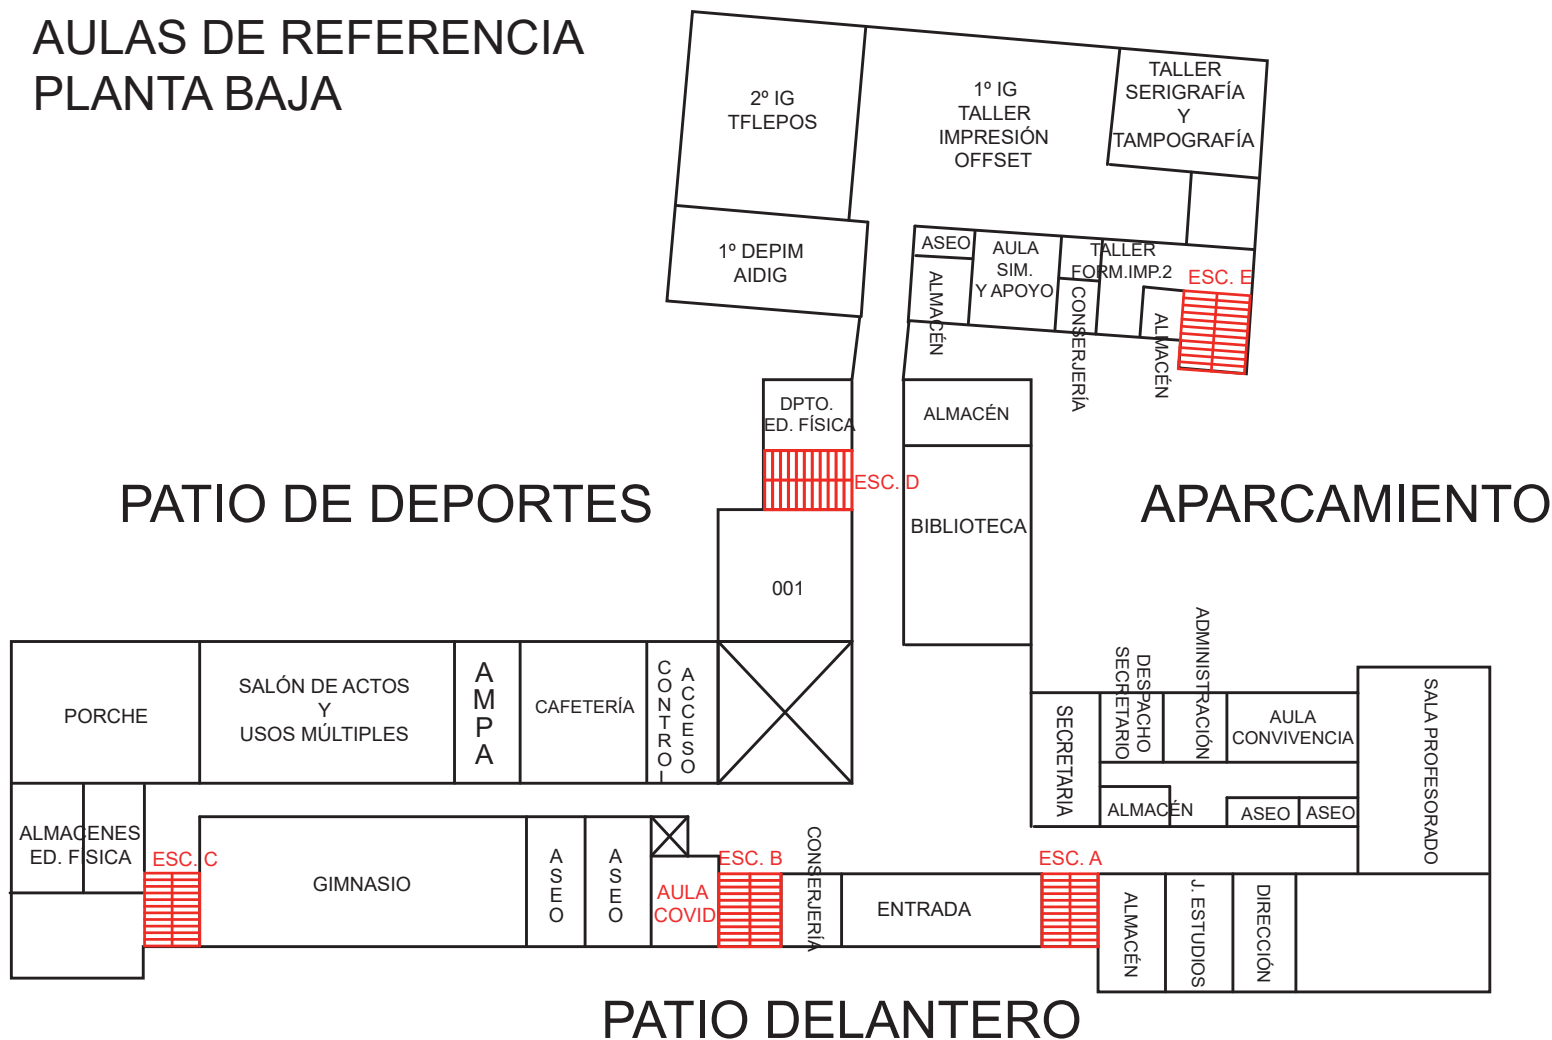 AULAS DE REFERENCIA
PLANTA BAJA
2º IG
TFLEPOS
1º IG
TALLER
IMPRESIÓN
OFFSET
TALLER
SERIGRAFÍA
Y
TAMPOGRAFÍA
1º DEPIM
AIDIG
ASEO
ALMACÉN
AULA
SIM.
Y APOYO
TALLER
FORM.IMP.2
CONSERJERÍA
ALMACÉN
ESC. E
DPTO.
ED. FÍSICA
ALMACÉN
ESC. D
PATIO DE DEPORTES
APARCAMIENTO
BIBLIOTECA
001
PORCHE
SALÓN DE ACTOS
Y
USOS MÚLTIPLES
AMPA
CAFETERÍA
CONTROL
ACCESO
SECRETARIA
DESPACHO
SECRETARIO
ADMINISTRACIÓN
AULA
CONVIVENCIA
SALA PROFESORADO
ALMACÉN
ASEO
ASEO
ALMACENES
ED. FÍSICA
ESC. C
GIMNASIO
ASEO
ASEO
AULA
COVID
ESC. B
CONSERJERÍA
ENTRADA
ESC. A
ALMACÉN
J. ESTUDIOS
DIRECCIÓN
PATIO DELANTERO